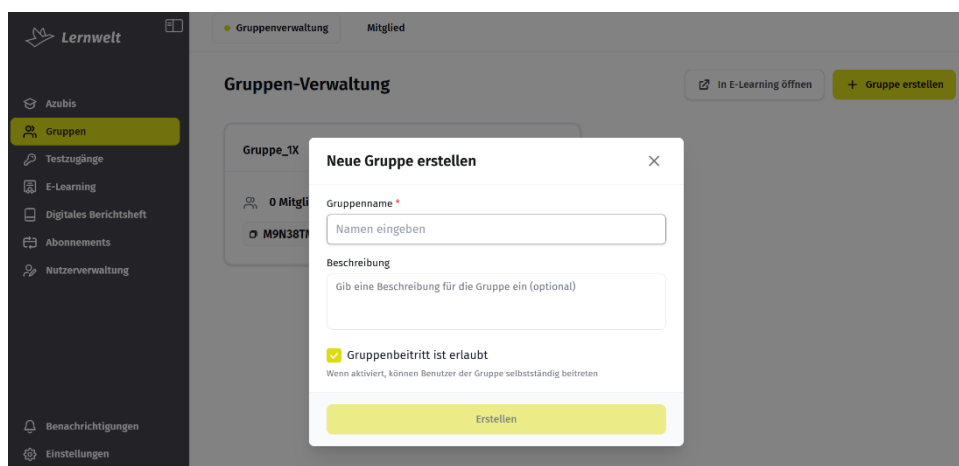 Lernwelt
Azubis
Gruppen
Testzugänge
E-Learning
Digitales Berichtsheft
Abonnements
Nutzerverwaltung
Benachrichtigungen
Einstellungen
Gruppenverwaltung Mitglied
Gruppen-Verwaltung
In E-Learning öffnen
+ Gruppe erstellen
Gruppe_1X
0 Mitgli
M9N38T
Neue Gruppe erstellen
Gruppenname *
Namen eingeben
Beschreibung
Gib eine Beschreibung für die Gruppe ein (optional)
Gruppenbeitritt ist erlaubt
Wenn aktiviert, können Benutzer der Gruppe selbstständig beitreten
Erstellen